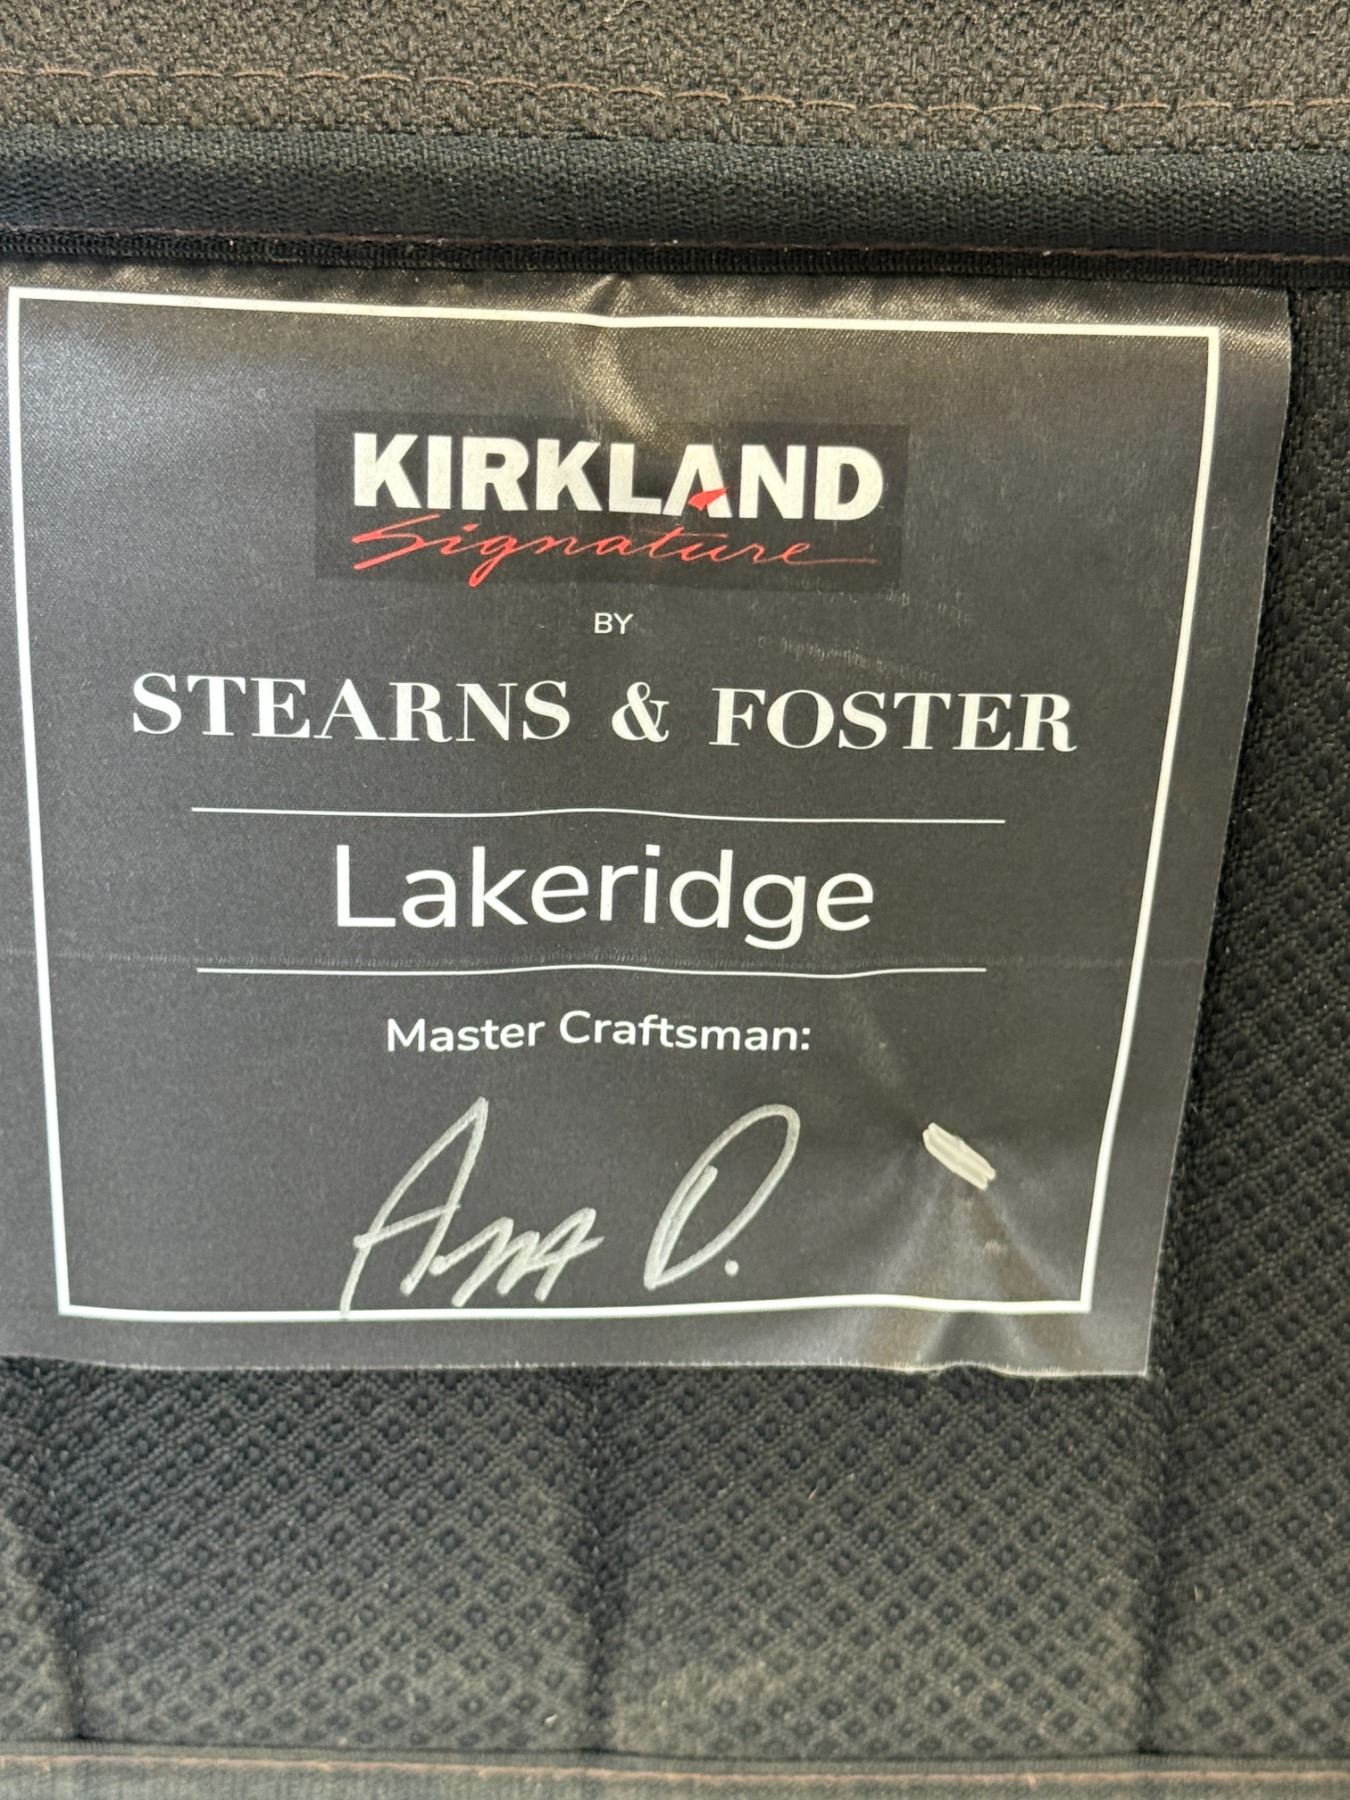 KIRKLAND
Signature
BY
STEARNS & FOSTER
Lakeridge
Master Craftsman: